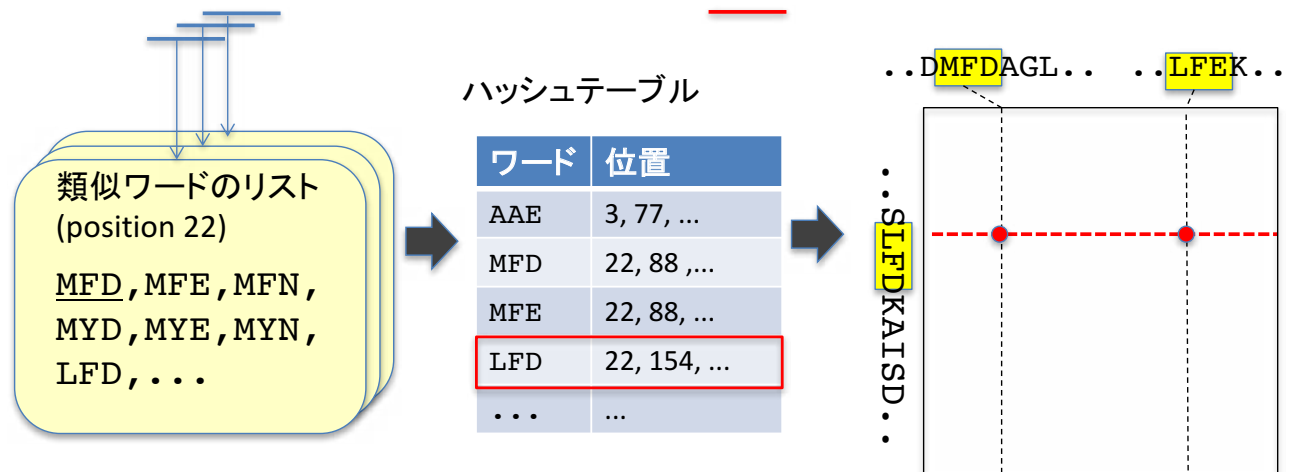 類似ワードのリスト
(position 22)
MFD,MFE,MFN,
MYD,MYE,MYN,
LFD,...
ハッシュテーブル
ワード 位置
AAE 3, 77, ...
MFD 22, 88 ,...
MFE 22, 88, ...
LFD 22, 154, ...
... ...
..DMFDAGL.. ..LFEK..
..SLFDKAISD..